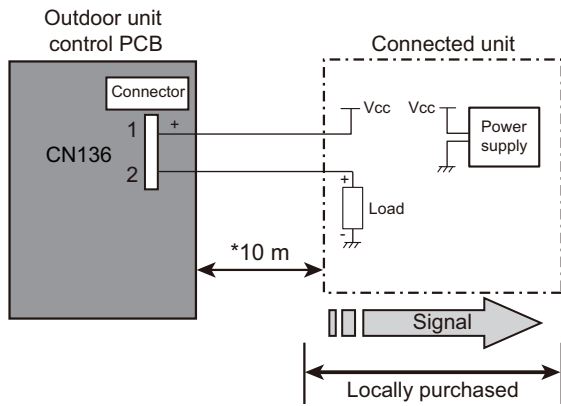 Outdoor unit
control PCB
Connected unit
Connector
1
+
CN136
2
Vcc
Vcc
Power
supply
+
Load
-
*10 m
Signal
Locally purchased